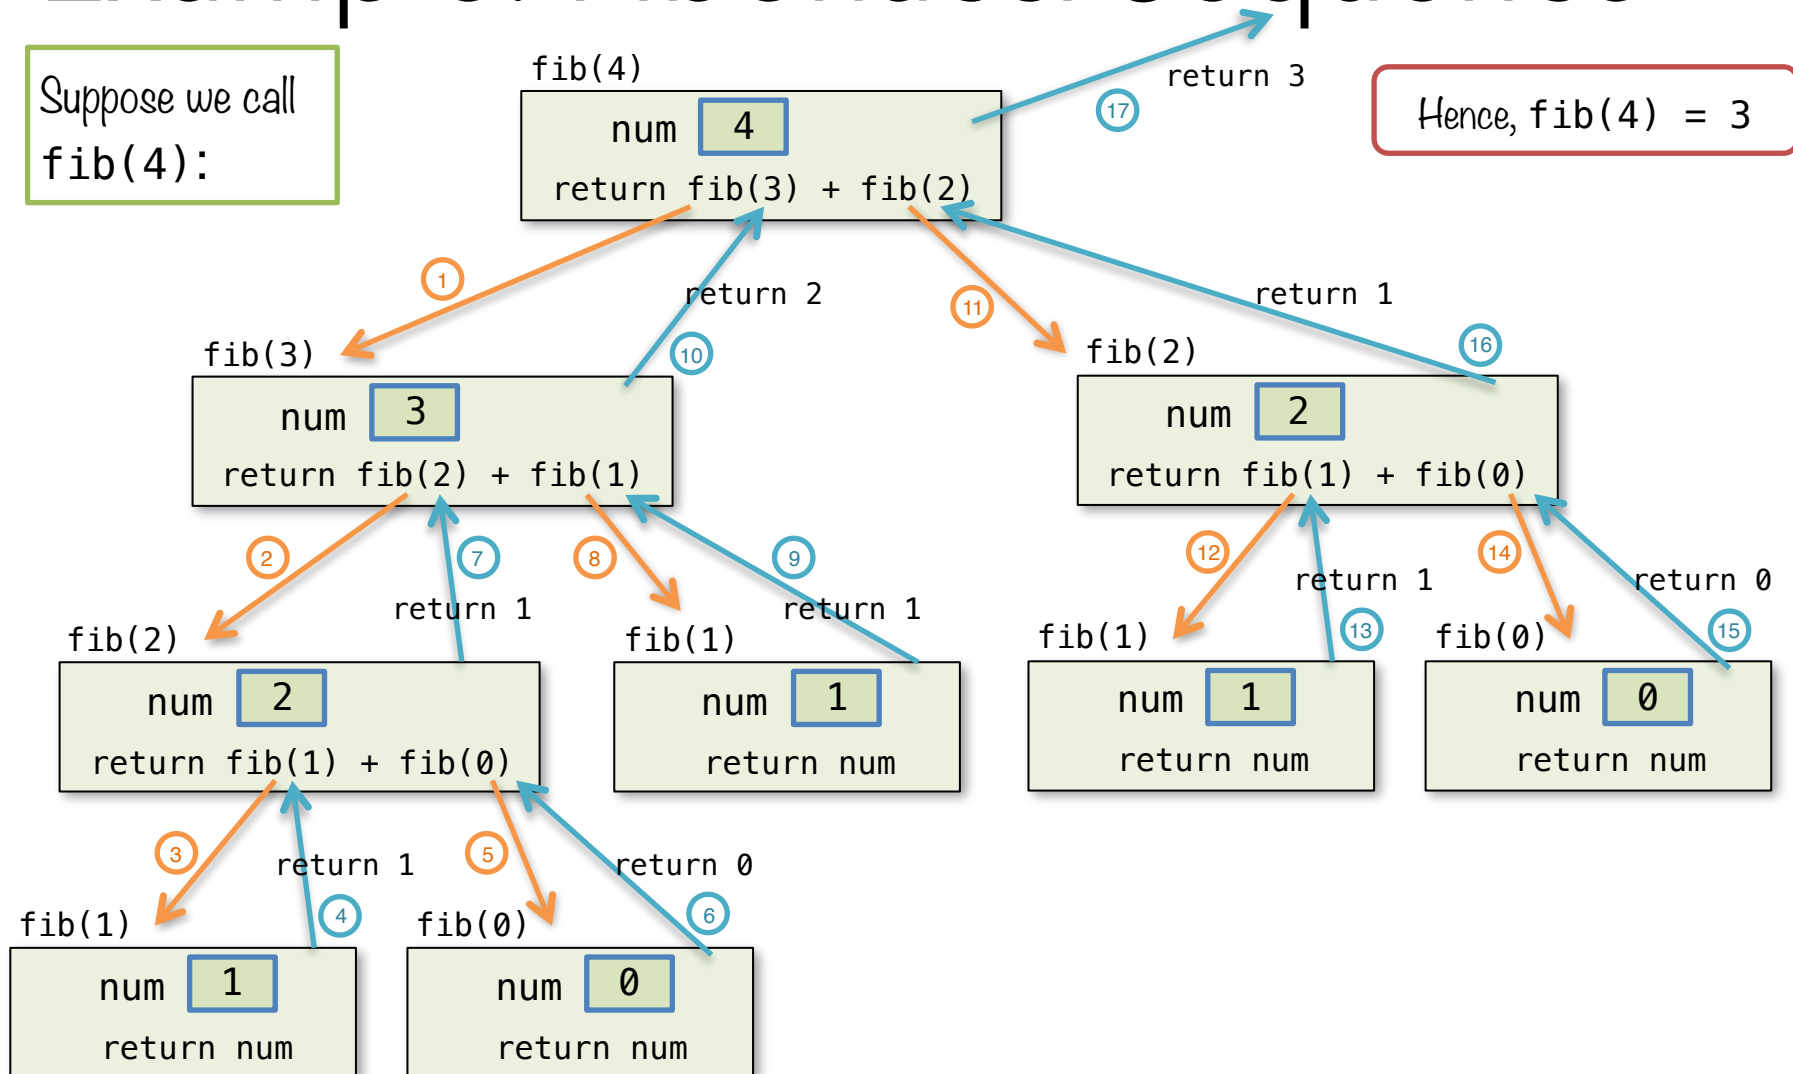 Suppose we call
fib(4):
fib(4)
num 4
return fib(3) + fib(2)
return 3
17
Hence, fib(4) = 3
1
return 2
10
11
return 1
16
fib(3)
num 3
return fib(2) + fib(1)
fib(2)
num 2
return fib(1) + fib(0)
2
7
return 1
8
9
return 1
12
return 1
13
14
return 0
15
fib(2)
num 2
return fib(1) + fib(0)
fib(1)
num 1
return num
fib(1)
num 1
return num
fib(0)
num 0
return num
3
return 1
4
5
return 0
6
fib(1)
num 1
return num
fib(0)
num 0
return num